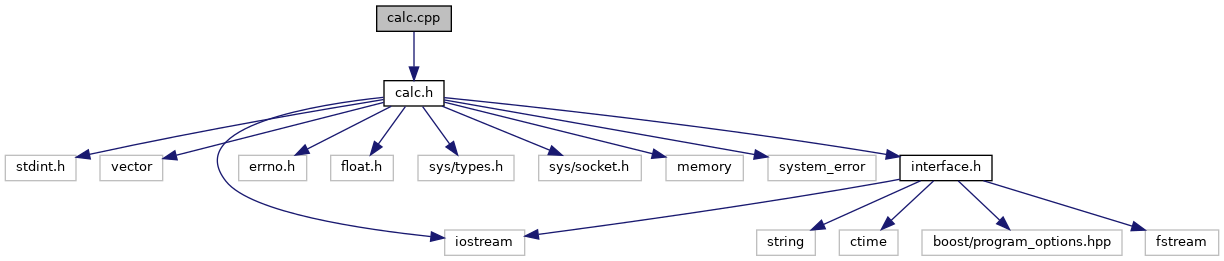 calc.cpp
calc.h
stdint.h
vector
errno.h
float.h
sys/types.h
sys/socket.h
memory
system_error
interface.h
iostream
string
ctime
boost/program_options.hpp
fstream